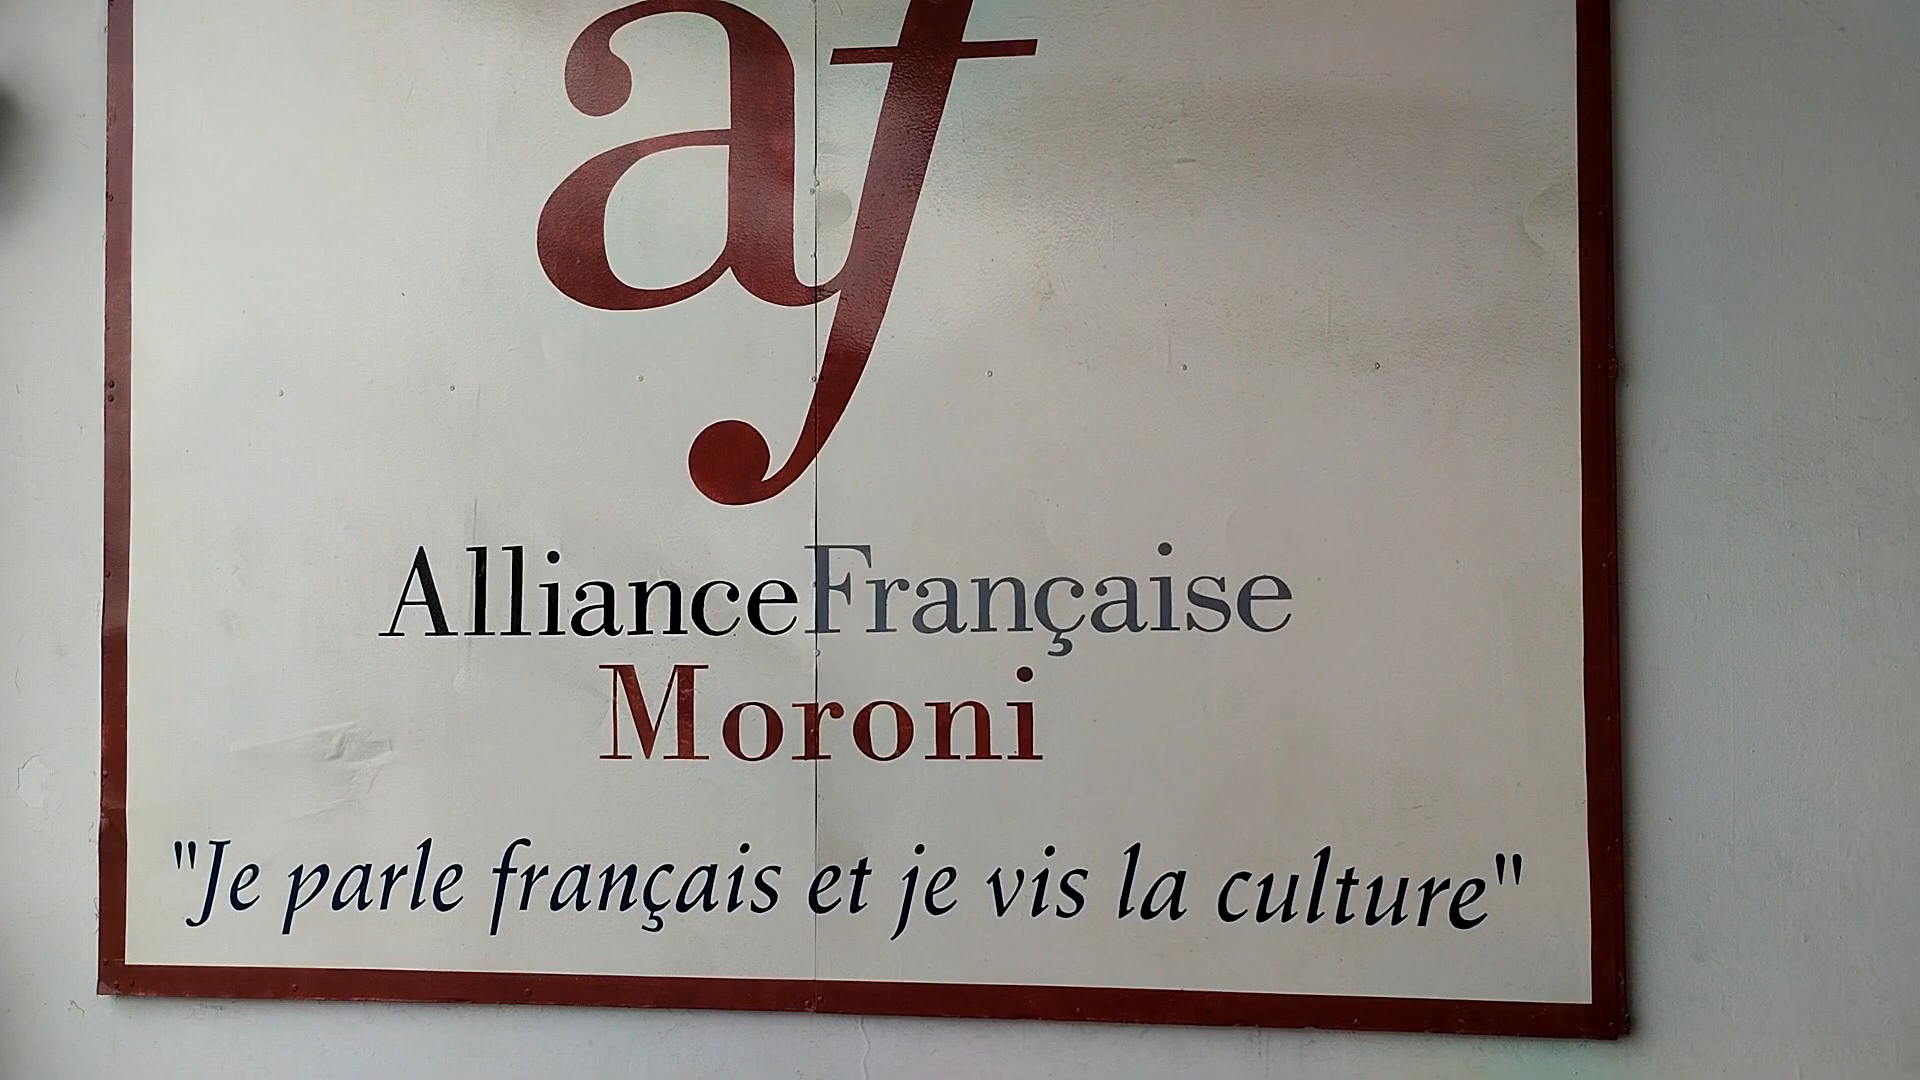 af
AllianceFrançaise
Moroni
"Je parle français et je vis la culture"